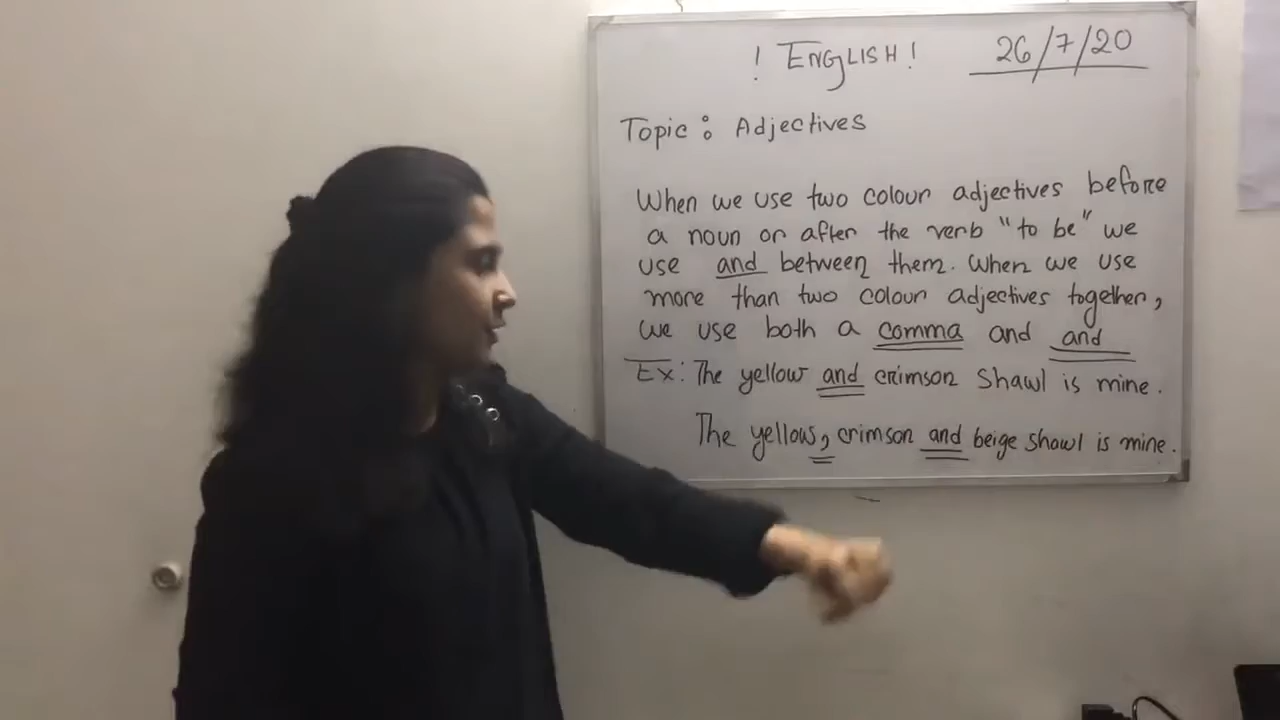 ! ENGLISH! 26/7/20
Topic: Adjectives
When we use two colour adjectives before
a noun or after the verb "to be" we
use and between them. When we use
more than two colour adjectives together,
we use both a comma and and
Ex: The yellow and crimson shawl is mine.
The yellow, crimson and beige shawl is mine.